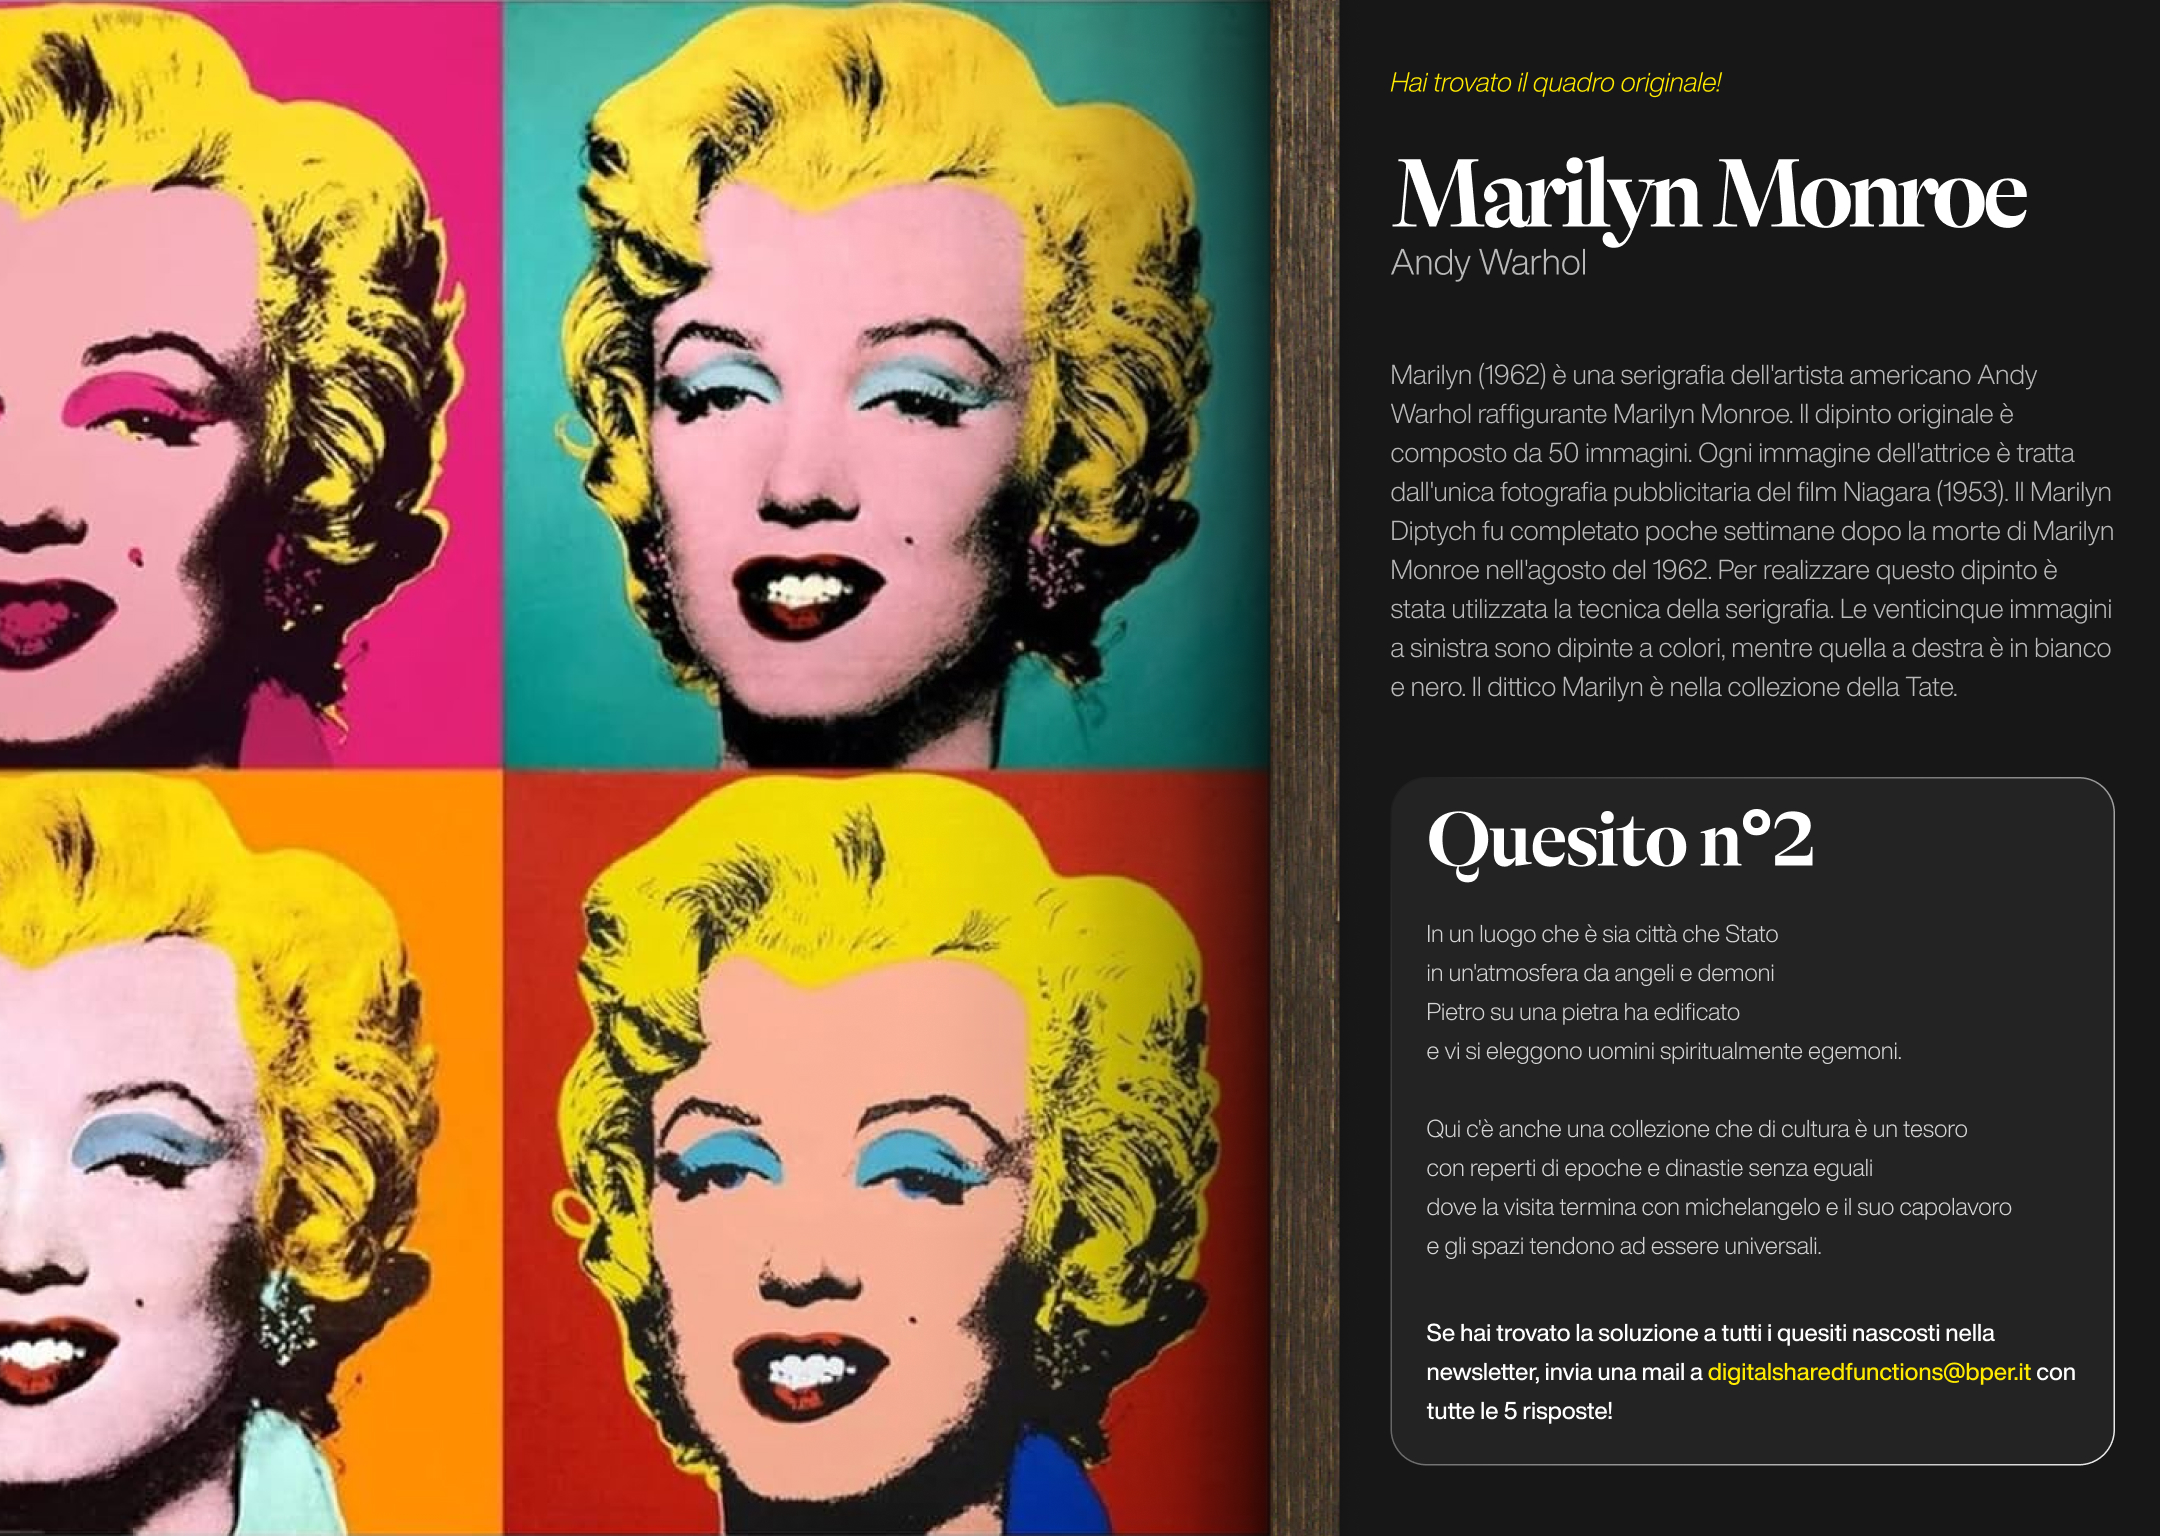 Hai trovato il quadro originale!
Marilyn Monroe
Andy Warhol
Marilyn (1962) è una serigrafia dell'artista americano Andy
Warhol raffigurante Marilyn Monroe. Il dipinto originale è
composto da 50 immagini. Ogni immagine dell'attrice è tratta
dall'unica fotografia pubblicitaria del film Niagara (1953). Il Marilyn
Diptych fu completato poche settimane dopo la morte di Marilyn
Monroe nell'agosto del 1962. Per realizzare questo dipinto è
stata utilizzata la tecnica della serigrafia. Le venticinque immagini
a sinistra sono dipinte a colori, mentre quella a destra è in bianco
e nero. Il dittico Marilyn è nella collezione della Tate.
Quesito n°2
In un luogo che è sia città che Stato
in un'atmosfera da angeli e demoni
Pietro su una pietra ha edificato
e vi si eleggono uomini spiritualmente egemoni.
Qui c'è anche una collezione che di cultura è un tesoro
con reperti di epoche e dinastie senza eguali
dove la visita termina con michelangelo e il suo capolavoro
e gli spazi tendono ad essere universali.
Se hai trovato la soluzione a tutti i quesiti nascosti nella
newsletter, invia una mail a digitalsharedfunctions@bper.it con
tutte le 5 risposte!